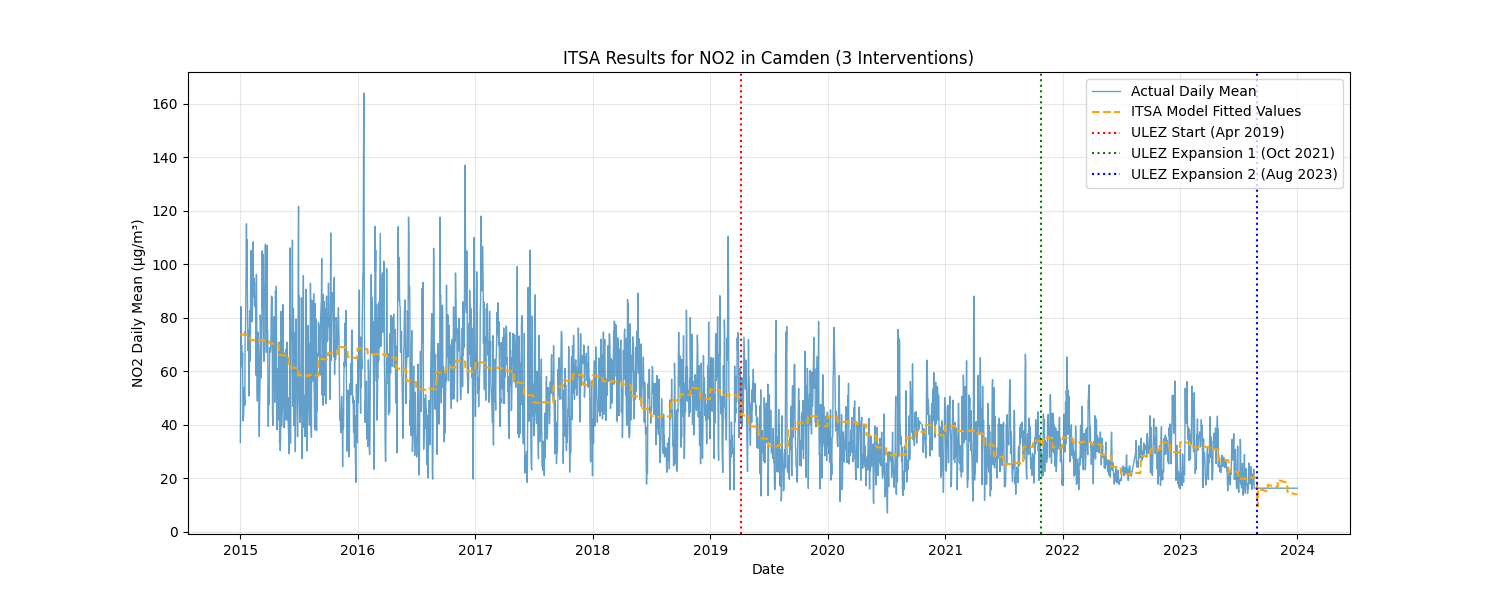 ITSA Results for NO2 in Camden (3 Interventions)
Actual Daily Mean
ITSA Model Fitted Values
ULEZ Start (Apr 2019)
ULEZ Expansion 1 (Oct 2021)
ULEZ Expansion 2 (Aug 2023)
NO2 Daily Mean (µg/m³)
160
140
120
100
80
60
40
20
0
2015 2016 2017 2018 2019 2020 2021 2022 2023 2024
Date